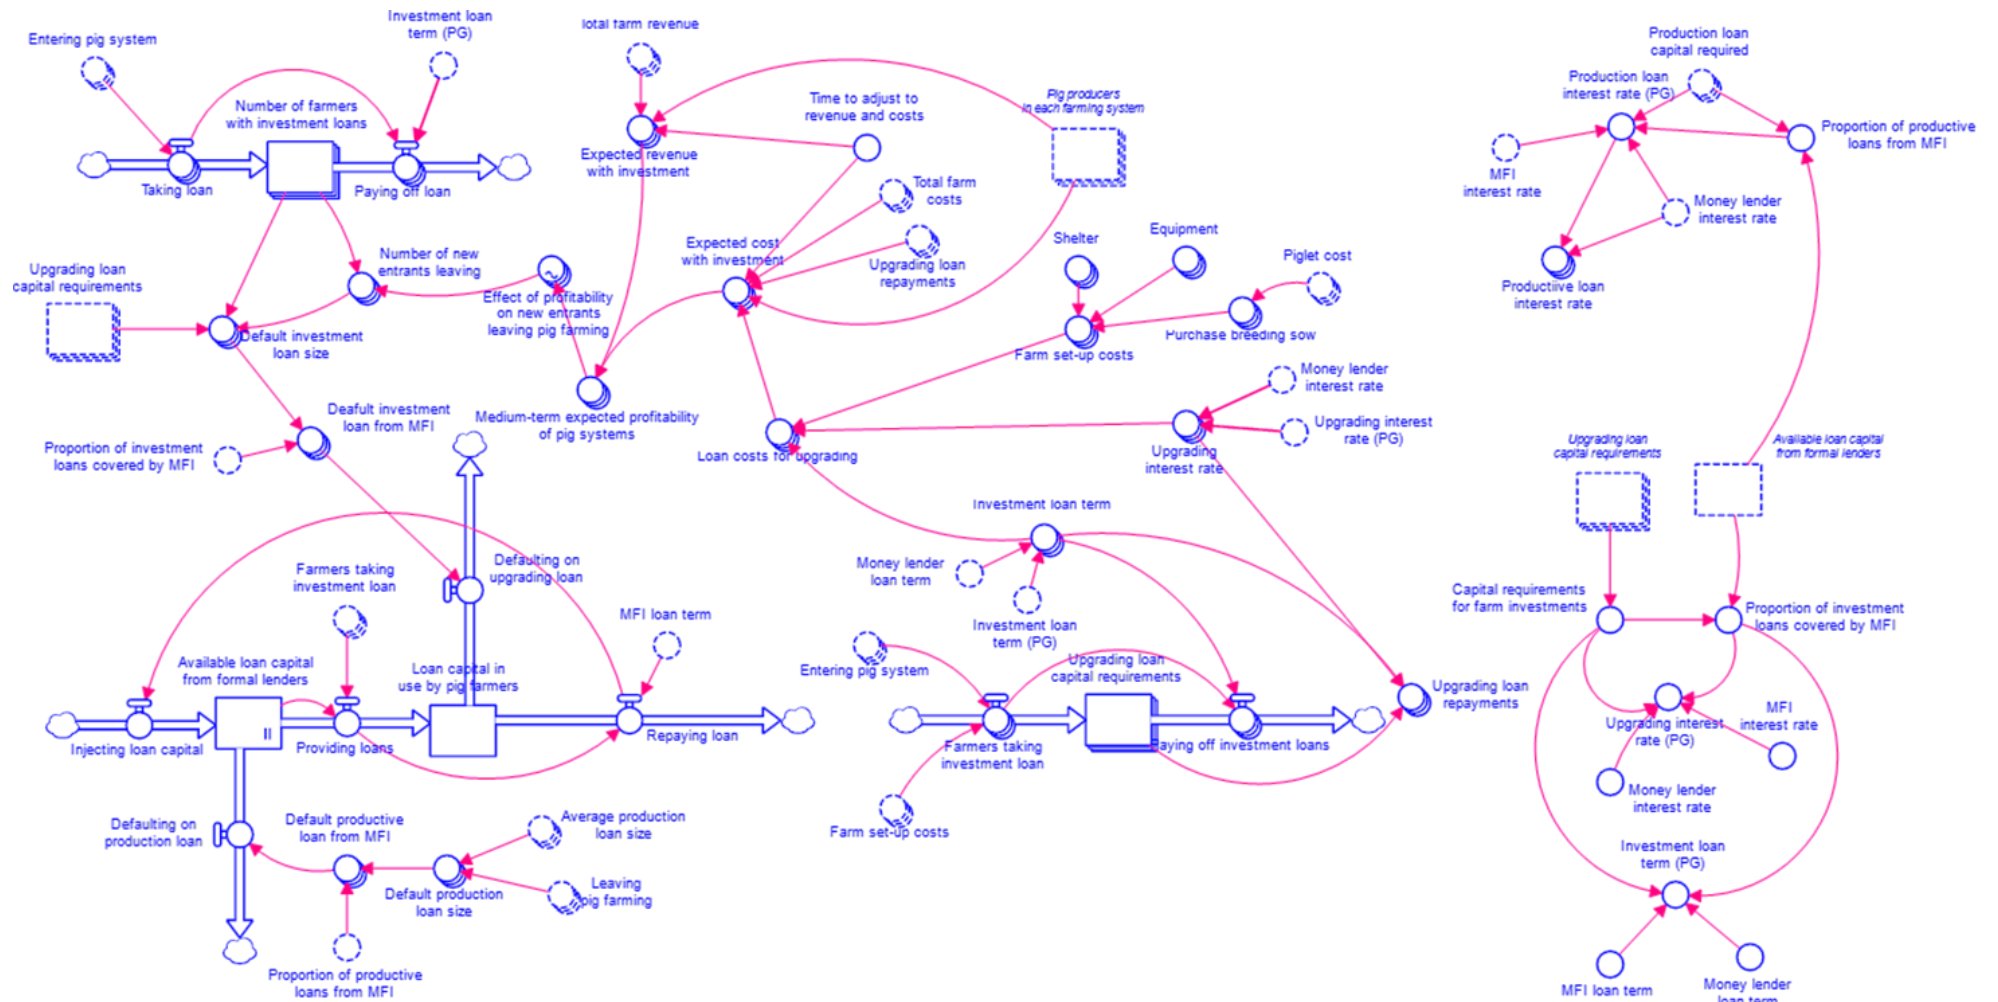 Entering pig system
Investment loan
term (PG)
Number of farmers
with investment loans
Taking loan
Paying off loan
Upgrading loan
capital requirements
Number of new
entrants leaving
Default investment
loan size
Effect of profitability
on new entrants
leaving pig farming
Deafult investment
loan from MFI
Proportion of investment
loans covered by MFI
Total farm revenue
Expected revenue
with investment
Time to adjust to
revenue and costs
Pig producers
in each farming system
Total farm
costs
Expected cost
with investment
Upgrading loan
repayments
Shelter
Equipment
Piglet cost
Purchase breeding sow
Farm set-up costs
Medium-term expected profitability
of pig systems
Money lender
interest rate
Upgrading interest
rate (PG)
Loan costs for upgrading
Upgrading
interest rate
Production loan
capital required
Production loan
interest rate (PG)
Proportion of productive
loans from MFI
MFI
interest rate
Money lender
interest rate
Productiive loan
interest rate
Defaulting on
upgrading loan
Farmers taking
investment loan
MFI loan term
Available loan capital
from formal lenders
Loan capital in
use by pig farmers
Injecting loan capital
Providing loans
Repaying loan
Defaulting on
production loan
Default productive
loan from MFI
Average production
loan size
Default production
loan size
Leaving
pig farming
Proportion of productive
loans from MFI
Investment loan term
Money lender
loan term
Investment loan
term (PG)
Entering pig system
Upgrading loan
capital requirements
Farmers taking
investment loan
Paying off investment loans
Upgrading loan
repayments
Farm set-up costs
Upgrading loan
capital requirements
Available loan capital
from formal lenders
Capital requirements
for farm investments
Proportion of investment
loans covered by MFI
Upgrading interest
rate (PG)
MFI
interest rate
Money lender
interest rate
Investment loan
term (PG)
MFI loan term
Money lender
loan term